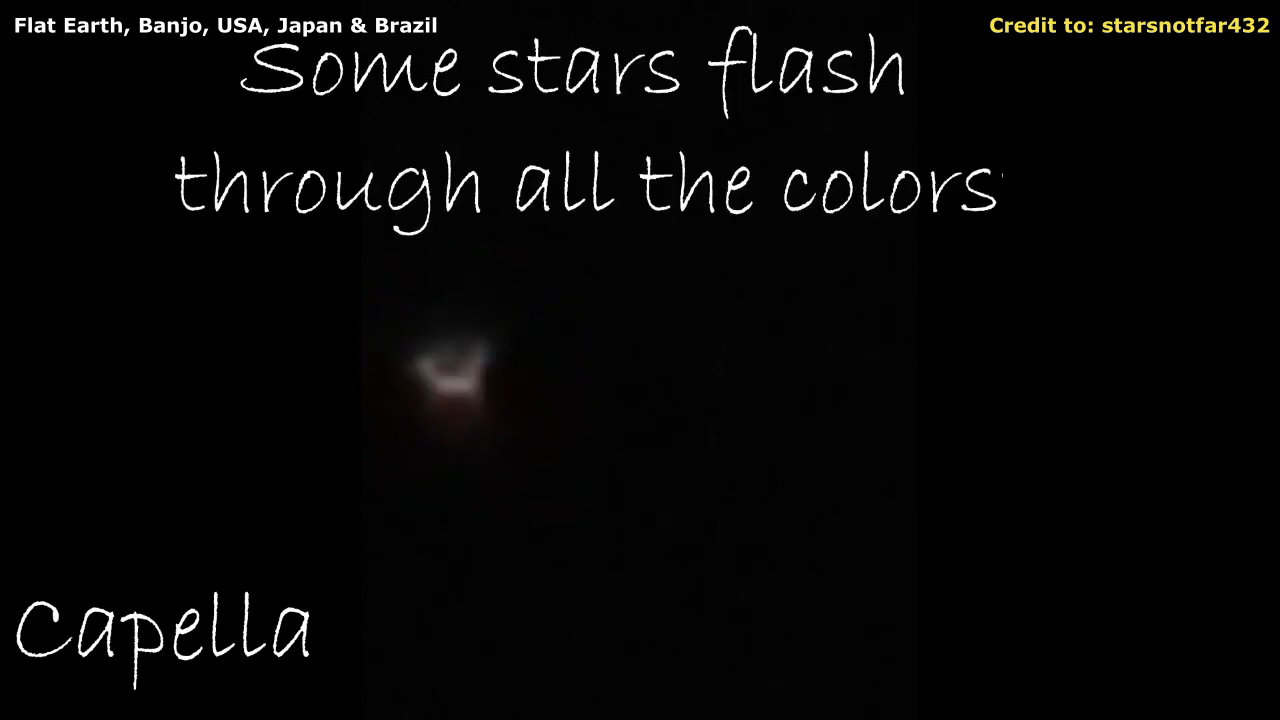 Flat Earth, Banjo, USA, Japan & Brazil
Credit to: starsnotfar432
Some stars flash
through all the colors
Capella